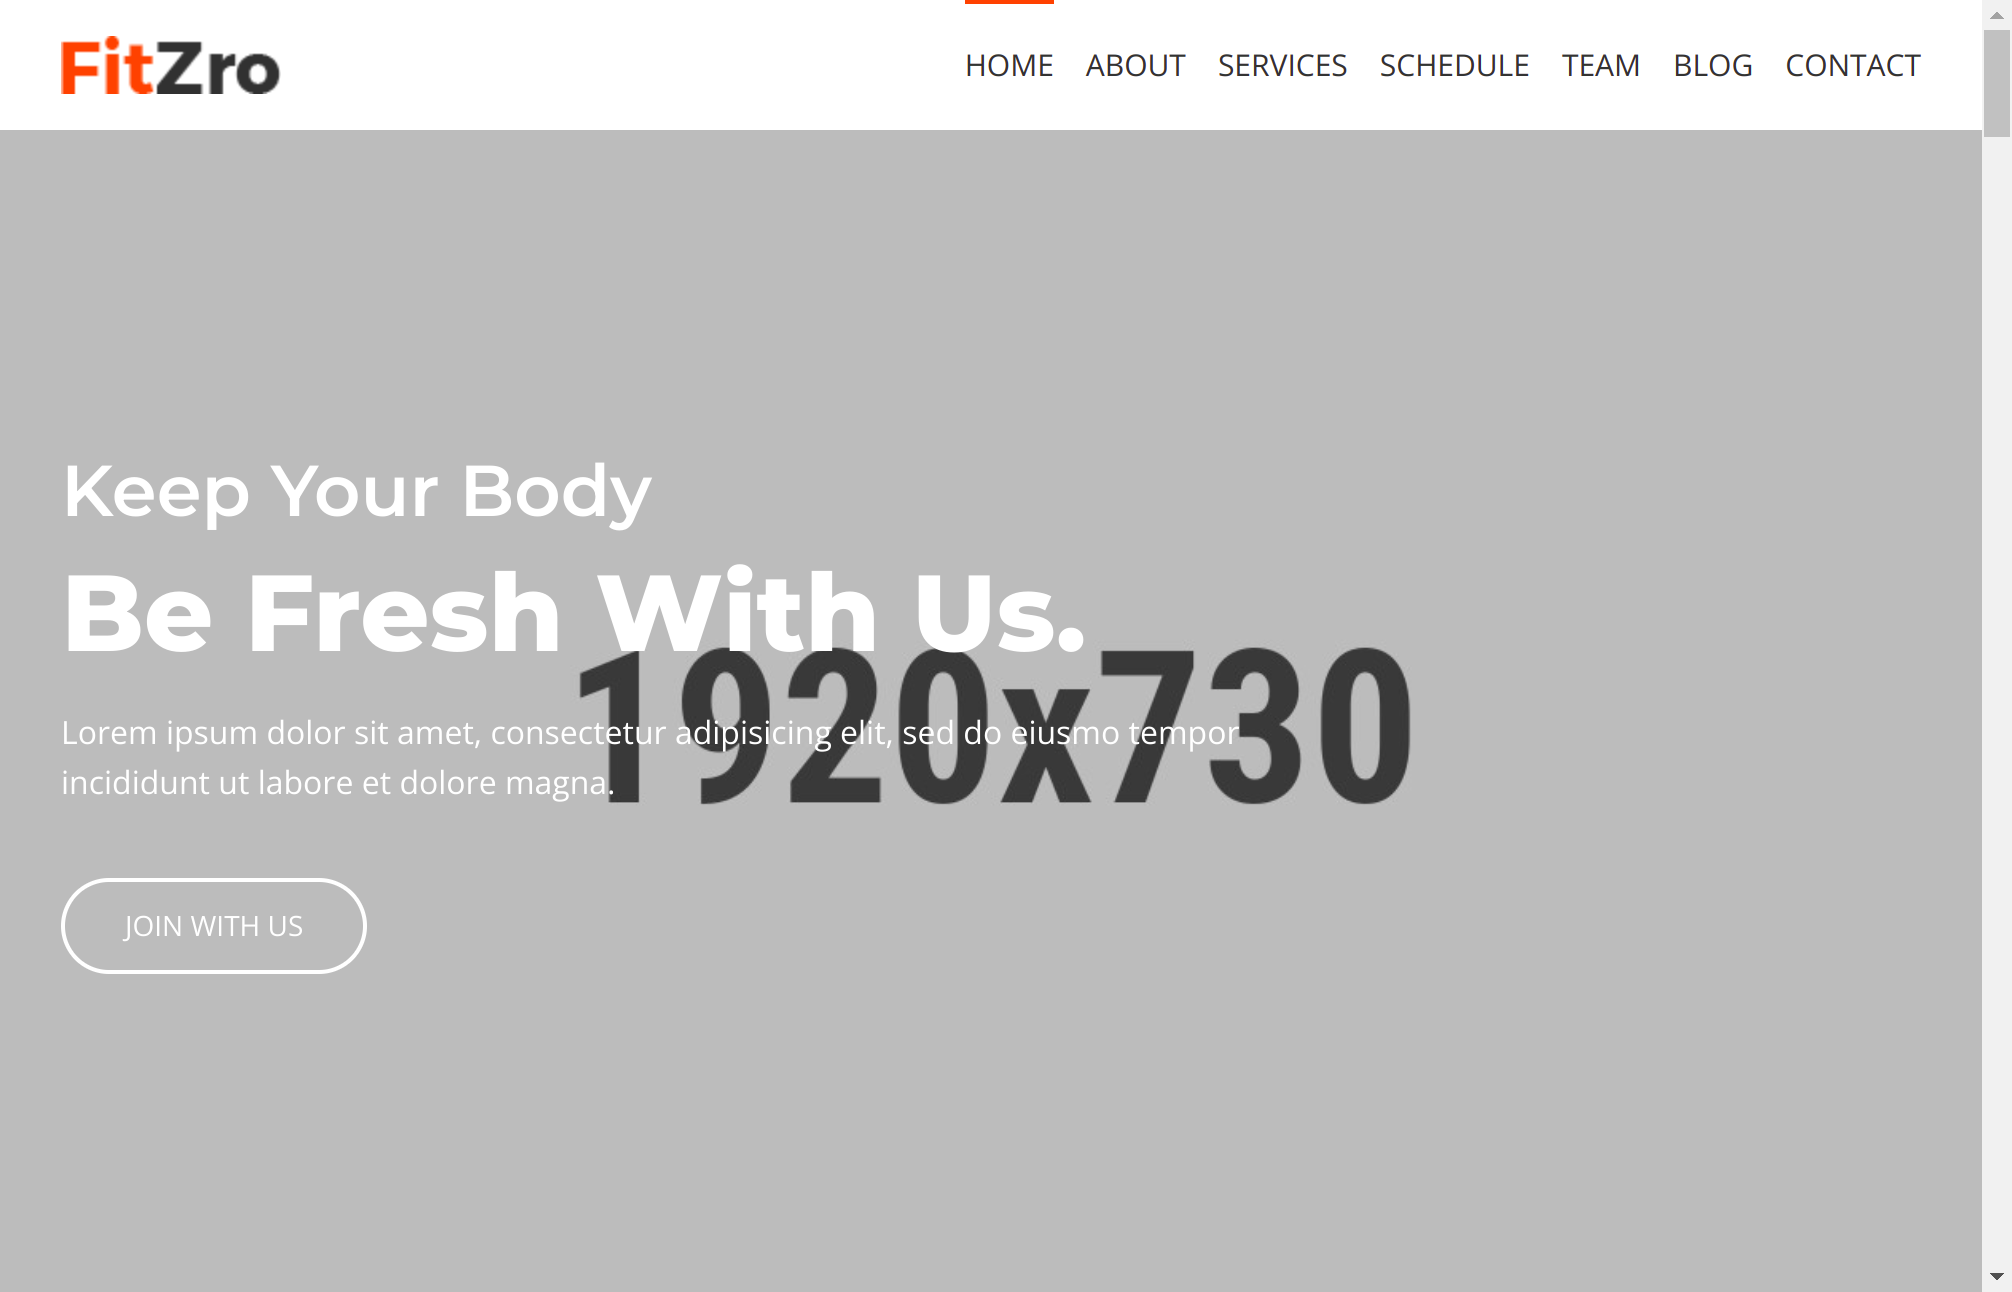 FitZro
HOME ABOUT SERVICES SCHEDULE TEAM BLOG CONTACT
Keep Your Body
Be Fresh With Us.
1920x730
Lorem ipsum dolor sit amet, consectetur adipisicing elit, sed do eiusmo tempor
incididunt ut labore et dolore magna.
JOIN WITH US